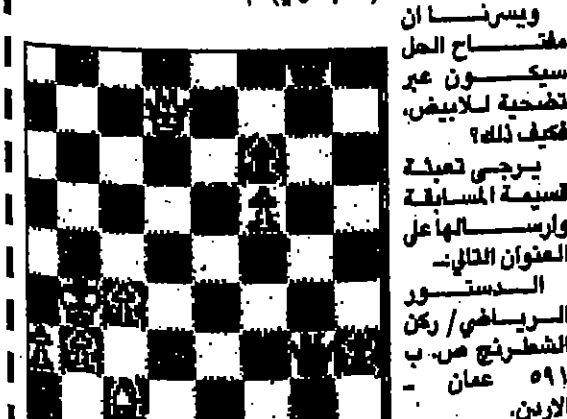 ويسرنا ان
مفتاح الحل
سيكون عبر
تضحية للابيض،
فكيف ذلك؟
يرجى تعبئة
قسيمة المسابقة
وارسالها على
العنوان التالي:ـ
الدستور
الرياضي/ ركن
الشطرنج ص. ب
٥٩١ عمان ـ
الاردن